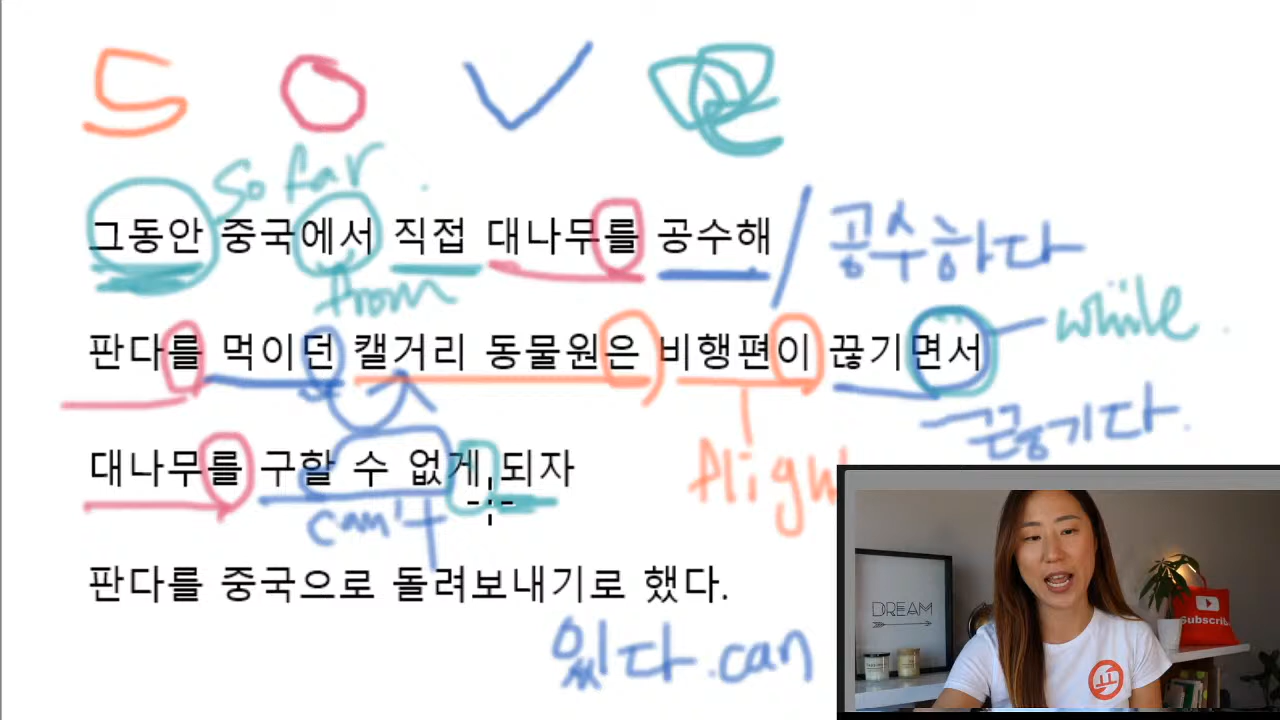 S O V e
so far.
그동안 중국에서 직접 대나무를 공수해 / 공수하다
from
판다를 먹이던 캘거리 동물원은 비행편이 끊기면서 while.
끊기다.
대나무를 구할 수 없게 되자
can't
판다를 중국으로 돌려보내기로 했다.
있다.can
DREAM
Subscrib